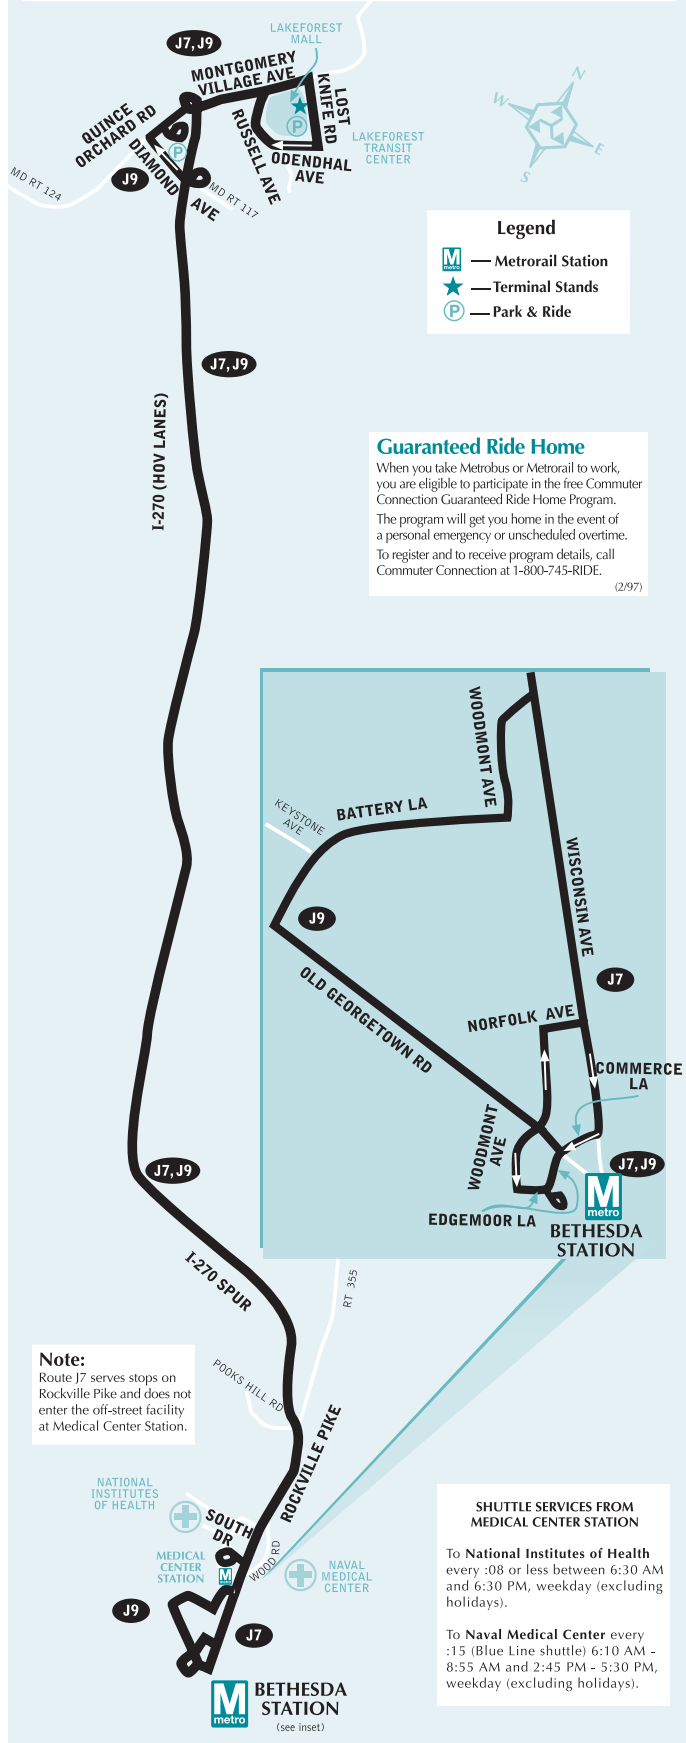 LAKEFOREST
MALL
J7, J9
MONTGOMERY
VILLAGE AVE
LOST
KNIFE RD
QUINCE
ORCHARD RD
P
RUSSELL AVE
LAKEFOREST
TRANSIT
CENTER
P
DIAMOND AVE
ODENDHAL
AVE
MD RT 124
J9
MD RT 117
N
W
E
S
Legend
M
metro
Metrorail Station
Terminal Stands
P
Park & Ride
J7, J9
I-270 (HOV LANES)
Guaranteed Ride Home
When you take Metrobus or Metrorail to work,
you are eligible to participate in the free Commuter
Connection Guaranteed Ride Home Program.
The program will get you home in the event of
a personal emergency or unscheduled overtime.
To register and to receive program details, call
Commuter Connection at 1-800-745-RIDE.
(2/97)
WOODMONT AVE
BATTERY LA
KEYSTONE
AVE
WISCONSIN AVE
J9
OLD GEORGETOWN RD
J7
NORFOLK AVE
COMMERCE
LA
WOODMONT
AVE
J7, J9
M
metro
EDGEMOOR LA
BETHESDA
STATION
J7, J9
I-270 SPUR
RT 355
Note:
Route J7 serves stops on
Rockville Pike and does not
enter the off-street facility
at Medical Center Station.
POOKS HILL RD
ROCKVILLE PIKE
NATIONAL
INSTITUTES
OF HEALTH
SOUTH
DR
MEDICAL
CENTER
STATION
M
WOOD RD
NAVAL
MEDICAL
CENTER
J9
J7
M
metro
BETHESDA
STATION
(see inset)
SHUTTLE SERVICES FROM
MEDICAL CENTER STATION
To National Institutes of Health
every :08 or less between 6:30 AM
and 6:30 PM, weekday (excluding
holidays).
To Naval Medical Center every
:15 (Blue Line shuttle) 6:10 AM -
8:55 AM and 2:45 PM - 5:30 PM,
weekday (excluding holidays).